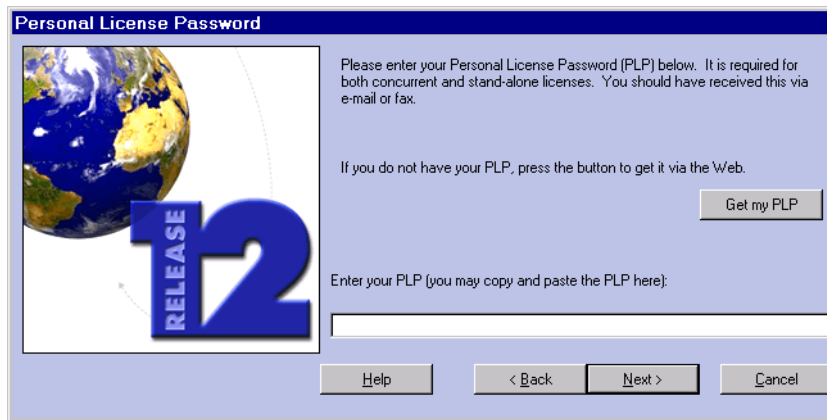 Personal License Password
Please enter your Personal License Password (PLP) below. It is required for
both concurrent and stand-alone licenses. You should have received this via
e-mail or fax.
If you do not have your PLP, press the button to get it via the Web.
Get my PLP
RELEASE
12
Enter your PLP (you may copy and paste the PLP here):
Help
< Back
Next >
Cancel